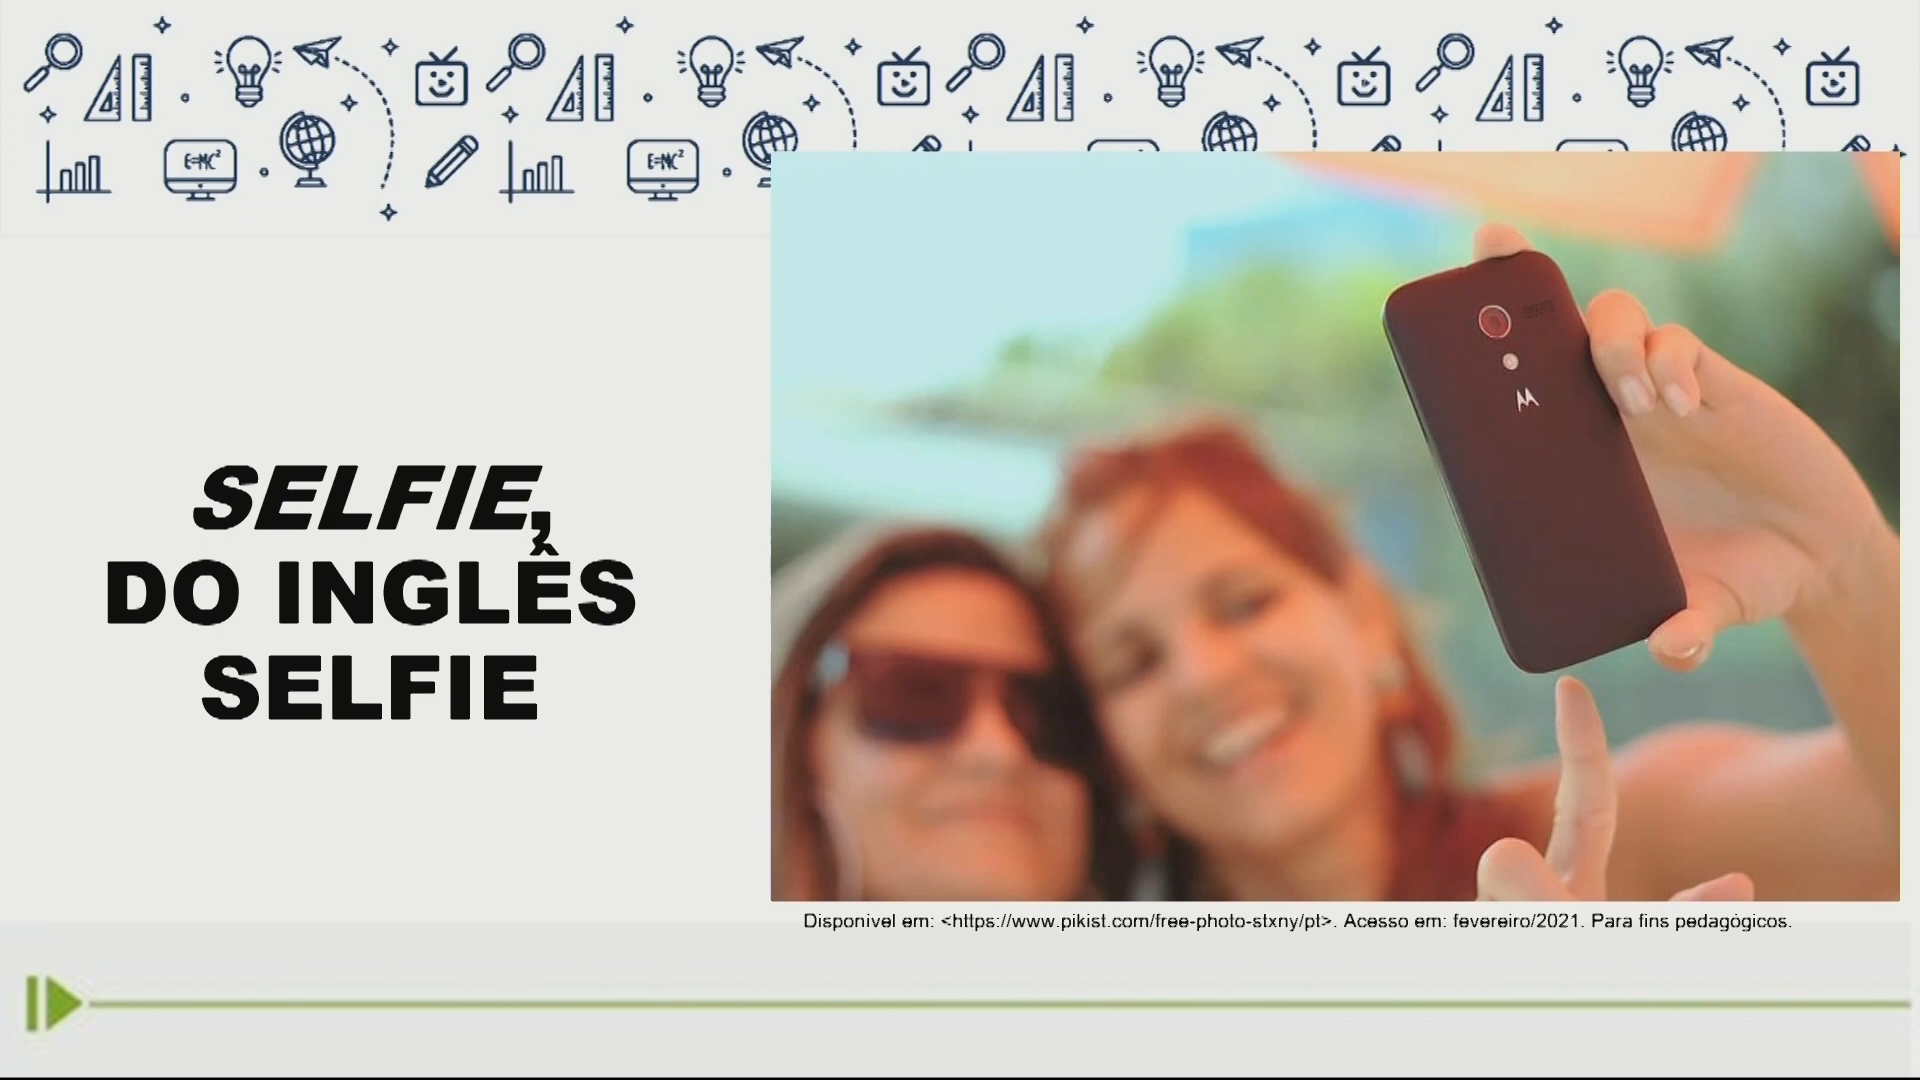 E=MC²
E=MC²
SELFIE,
DO INGLÊS
SELFIE
Disponível em: <https://www.pikist.com/free-photo-stxny/pt>. Acesso em: fevereiro/2021. Para fins pedagógicos.